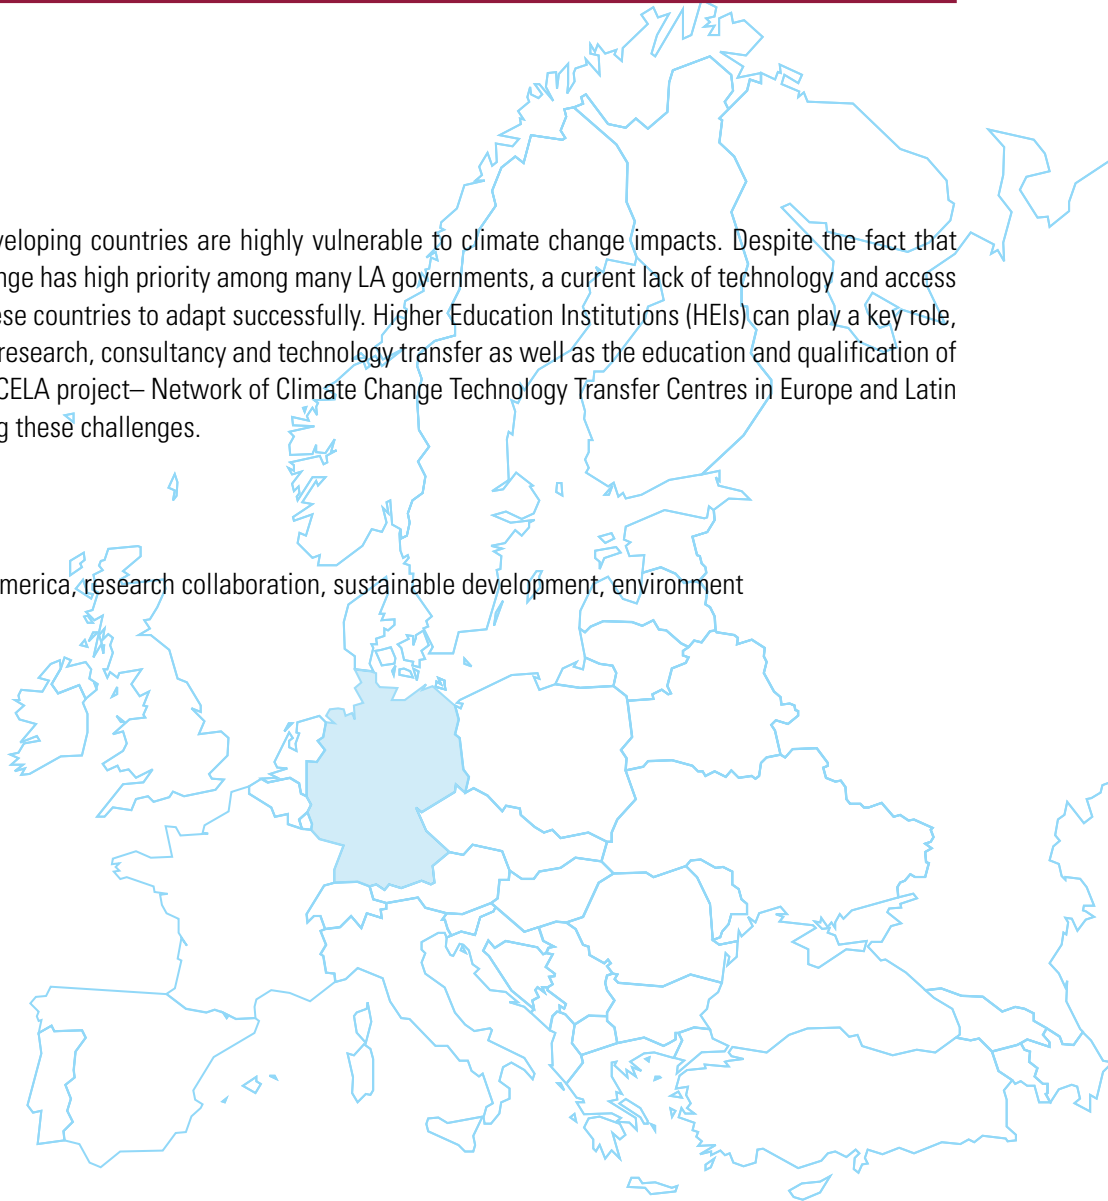 veloping countries are highly vulnerable to climate change impacts. Despite the fact that
nge has high priority among many LA governments, a current lack of technology and access
ese countries to adapt successfully. Higher Education Institutions (HEIs) can play a key role,
research, consultancy and technology transfer as well as the education and qualification of
CELA project– Network of Climate Change Technology Transfer Centres in Europe and Latin
g these challenges.
merica, research collaboration, sustainable development, environment